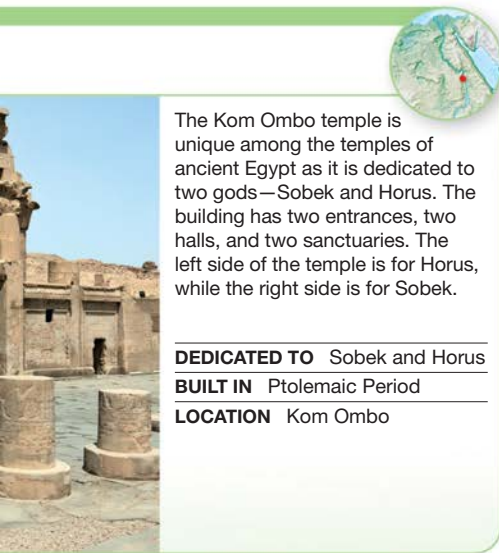 The Kom Ombo temple is
unique among the temples of
ancient Egypt as it is dedicated to
two gods—Sobek and Horus. The
building has two entrances, two
halls, and two sanctuaries. The
left side of the temple is for Horus,
while the right side is for Sobek.
DEDICATED TO Sobek and Horus
BUILT IN Ptolemaic Period
LOCATION Kom Ombo